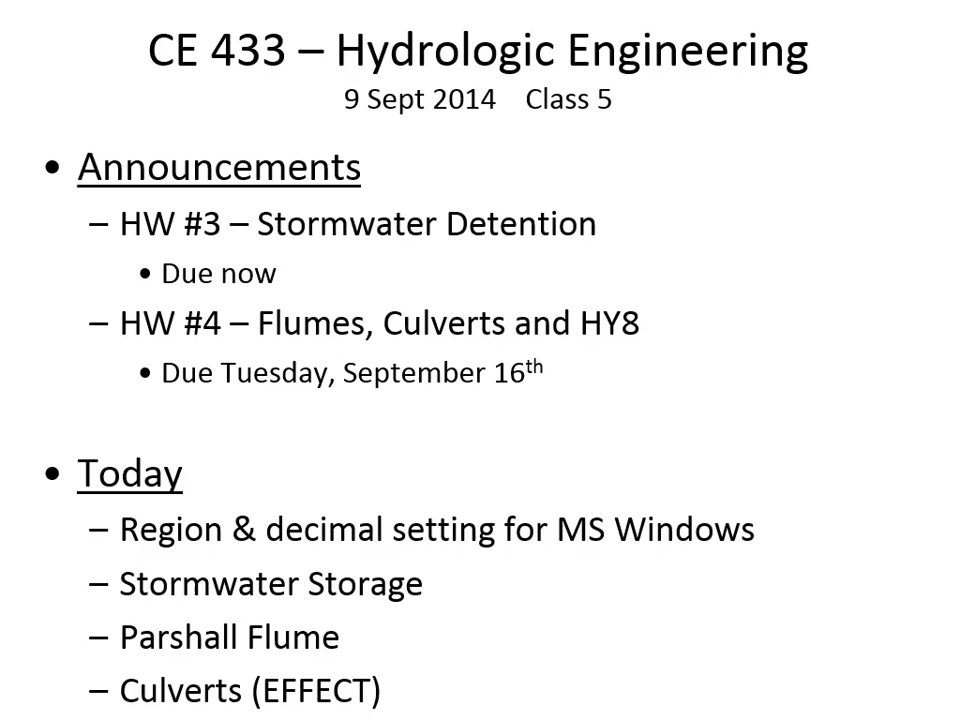 CE 433 – Hydrologic Engineering
9 Sept 2014 Class 5
• Announcements
– HW #3 – Stormwater Detention
• Due now
– HW #4 – Flumes, Culverts and HY8
• Due Tuesday, September 16th
• Today
– Region & decimal setting for MS Windows
– Stormwater Storage
– Parshall Flume
– Culverts (EFFECT)